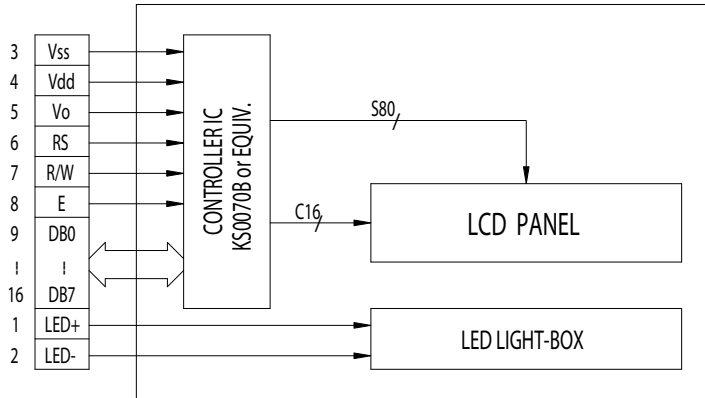 3 Vss
4 Vdd
5 Vo
6 RS
7 R/W
8 E
9 DB0
16 DB7
1 LED+
2 LED-
CONTROLLER IC
KS0070B or EQUIV.
S80
C16
LCD PANEL
LED LIGHT-BOX